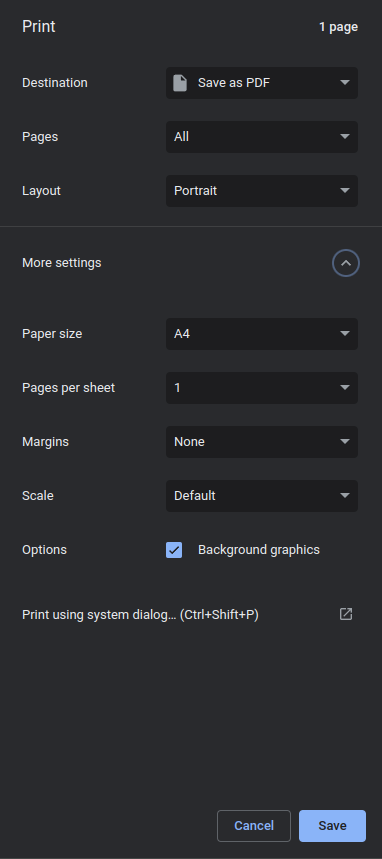 Print 1 page
Destination Save as PDF
Pages All
Layout Portrait
More settings
Paper size A4
Pages per sheet 1
Margins None
Scale Default
Options Background graphics
Print using system dialog... (Ctrl+Shift+P)
Cancel Save